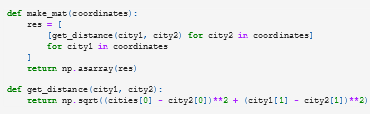 def make_mat(coordinates):
    res = [
        [get_distance(city1, city2) for city2 in coordinates]
        for city1 in coordinates
    ]
    return np.asarray(res)

def get_distance(city1, city2):
    return np.sqrt((cities[0] - city2[0])**2 + (city1[1] - city2[1])**2)